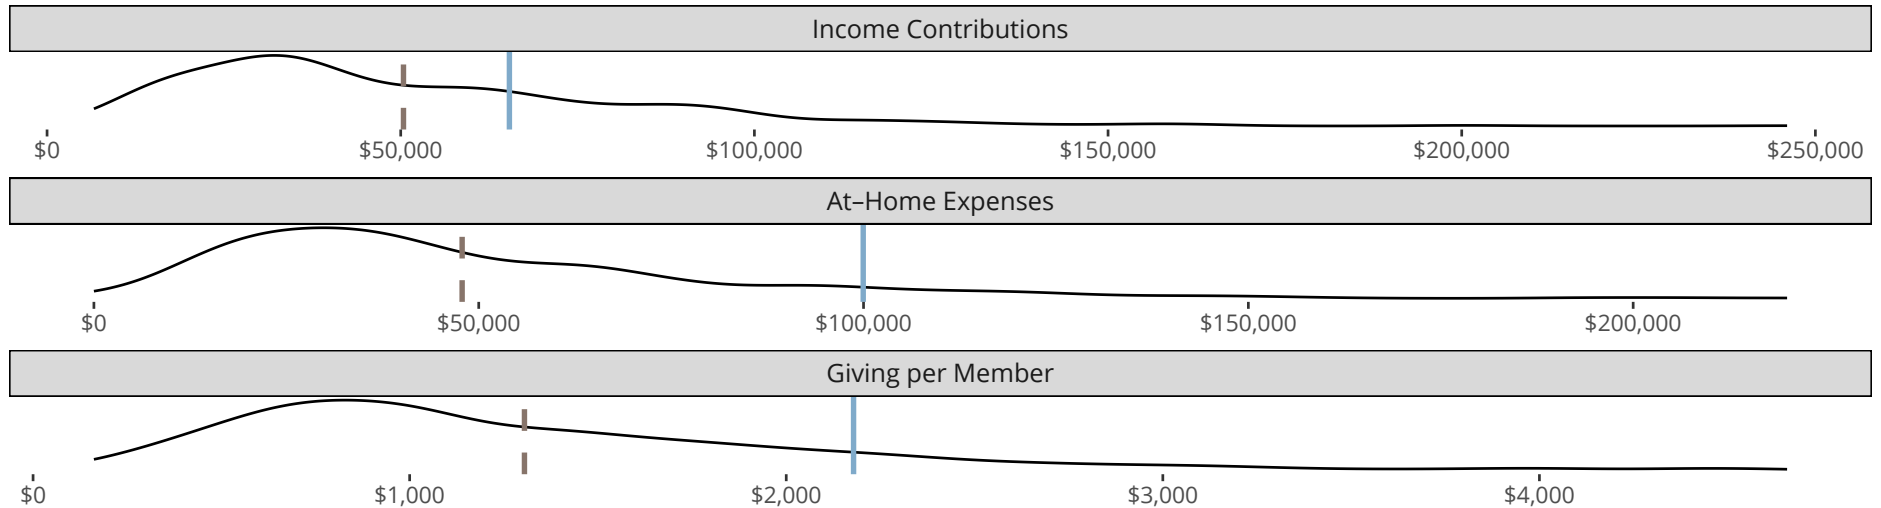 Income Contributions
$0 $50,000 $100,000 $150,000 $200,000 $250,000
At–Home Expenses
$0 $50,000 $100,000 $150,000 $200,000
Giving per Member
$0 $1,000 $2,000 $3,000 $4,000